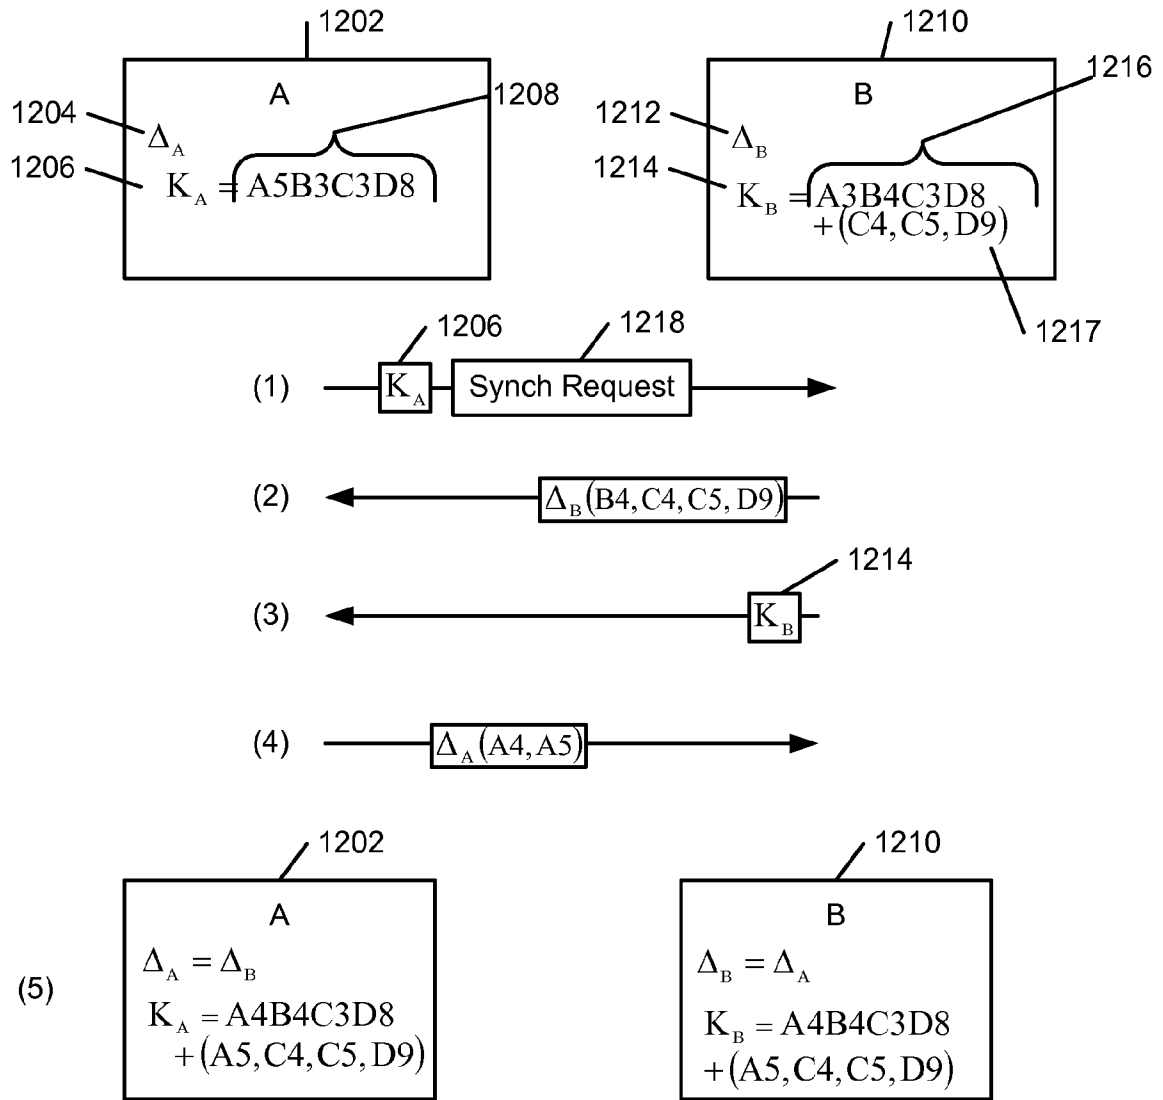 1202
1210
1216
A
1208
B
1204
1212
Δ_A
Δ_B
1206
1214
K_A = A5B3C3D8
K_B = A3B4C3D8
+(C4, C5, D9)
1217
1206
1218
(1) K_A Synch Request
(2) Δ_B(B4, C4, C5, D9)
1214
(3) K_B
(4) Δ_A(A4, A5)
1202
1210
A
B
Δ_A = Δ_B
Δ_B = Δ_A
(5)
K_A = A4B4C3D8
+(A5, C4, C5, D9)
K_B = A4B4C3D8
+(A5, C4, C5, D9)